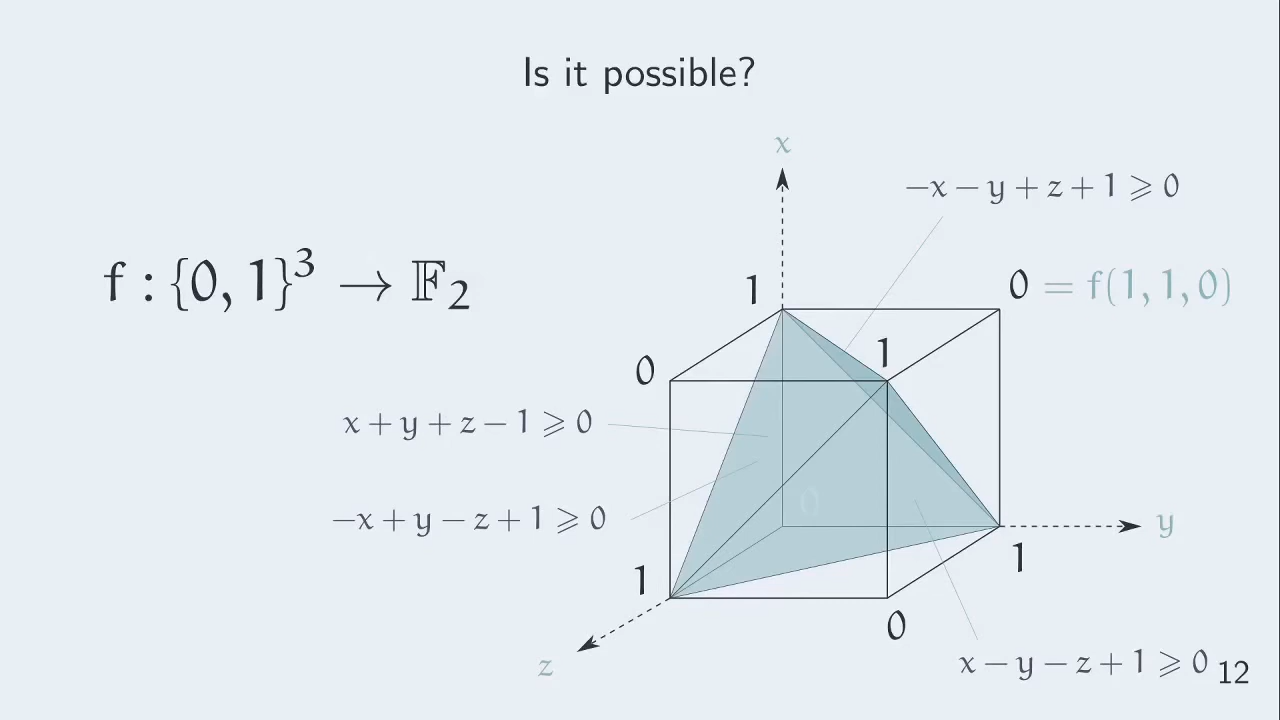 Is it possible?
x
−x − y + z + 1 ⩾ 0
f : {0, 1}³ → 𝔽₂
1
0 = f(1, 1, 0)
0
1
x + y + z − 1 ⩾ 0
0
−x + y − z + 1 ⩾ 0
y
1
1
0
z
x − y − z + 1 ⩾ 0
12